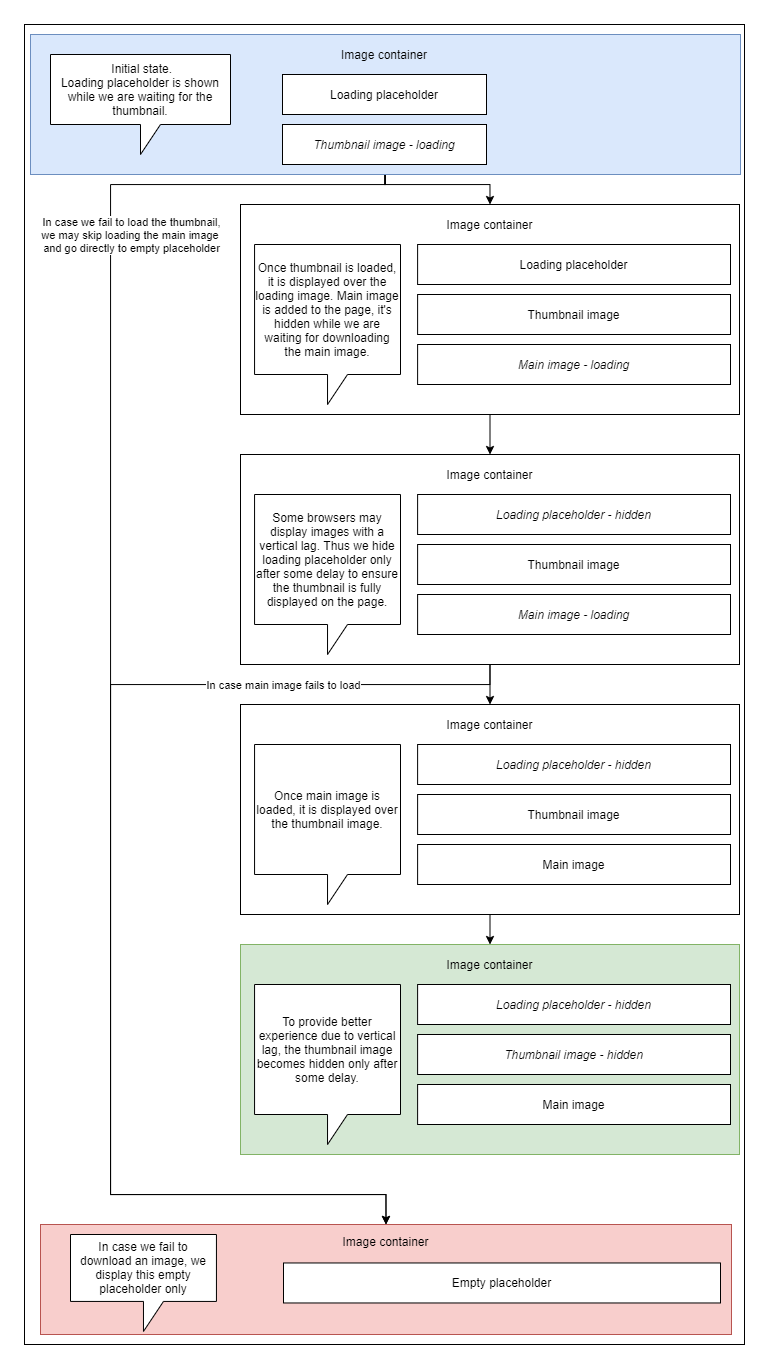 Image container
Initial state.
Loading placeholder is shown
while we are waiting for the
thumbnail.
Loading placeholder
Thumbnail image - loading
In case we fail to load the thumbnail,
we may skip loading the main image
and go directly to empty placeholder
Image container
Once thumbnail is loaded,
it is displayed over the
loading image. Main image
is added to the page, it's
hidden while we are
waiting for downloading
the main image.
Loading placeholder
Thumbnail image
Main image - loading
Image container
Some browsers may
display images with a
vertical lag. Thus we hide
loading placeholder only
after some delay to ensure
the thumbnail is fully
displayed on the page.
Loading placeholder - hidden
Thumbnail image
Main image - loading
In case main image fails to load
Image container
Once main image is
loaded, it is displayed over
the thumbnail image.
Loading placeholder - hidden
Thumbnail image
Main image
Image container
To provide better
experience due to vertical
lag, the thumbnail image
becomes hidden only after
some delay.
Loading placeholder - hidden
Thumbnail image - hidden
Main image
Image container
In case we fail to
download an image, we
display this empty
placeholder only
Empty placeholder